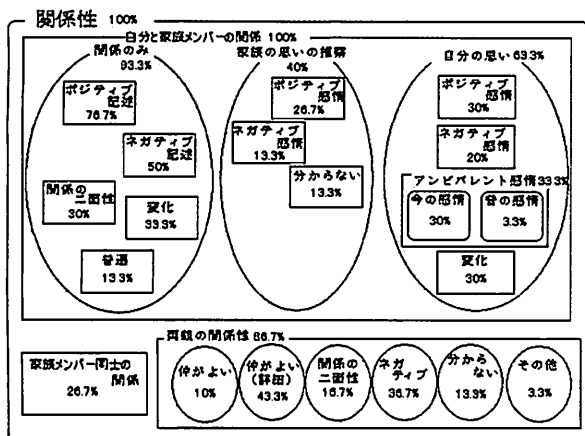 関係性 100%
自分と家族メンバーの関係 100%
関係のみ
93.3%
ポジティブ
記述
76.7%
ネガティブ
記述
50%
関係の
二面性
30%
変化
33.3%
普通
13.3%
家族の思いの推察
40%
ポジティブ
感情
26.7%
ネガティブ
感情
13.3%
分からない
13.3%
自分の思い 63.3%
ポジティブ
感情
30%
ネガティブ
感情
20%
アンビバレント感情33.3%
今の感情
30%
昔の感情
3.3%
変化
30%
家族メンバー同士の
関係
26.7%
両親の関係性 86.7%
仲がよい
10%
仲がよい
(詳細)
43.3%
関係の
二面性
16.7%
ネガ
ティブ
36.7%
分から
ない
13.3%
その他
3.3%